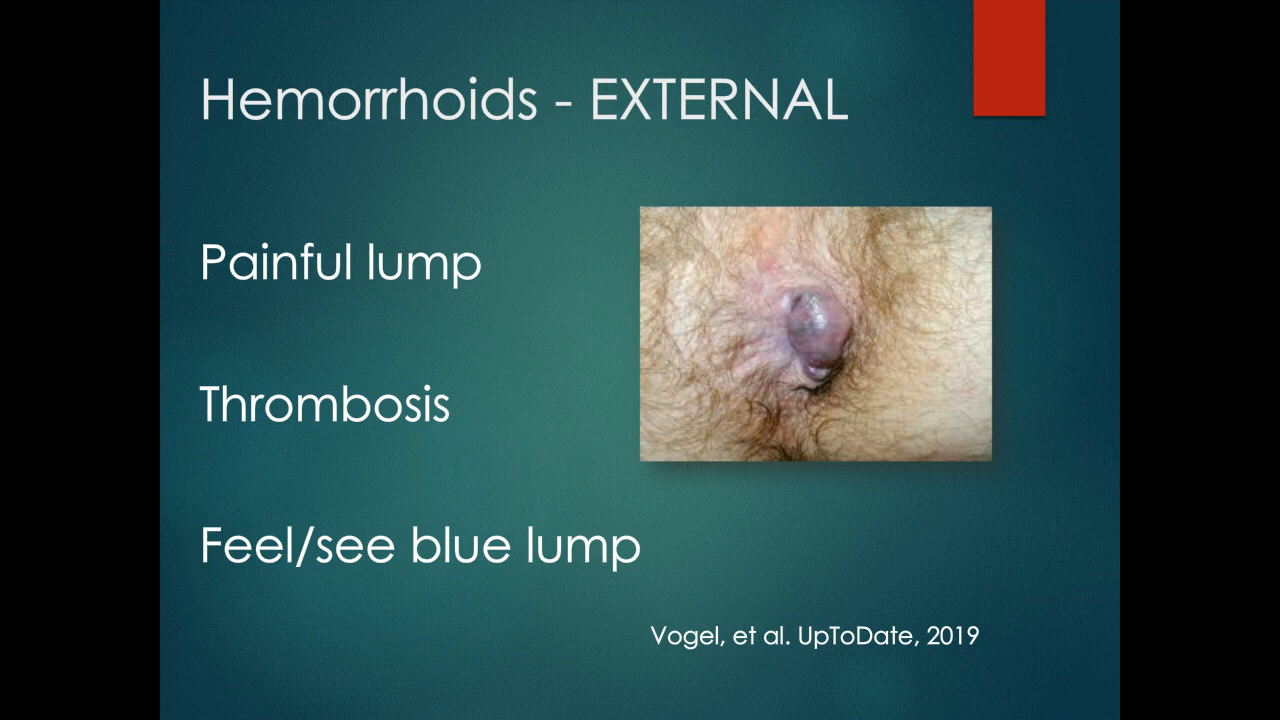 Hemorrhoids - EXTERNAL
Painful lump
Thrombosis
Feel/see blue lump
Vogel, et al. UpToDate, 2019